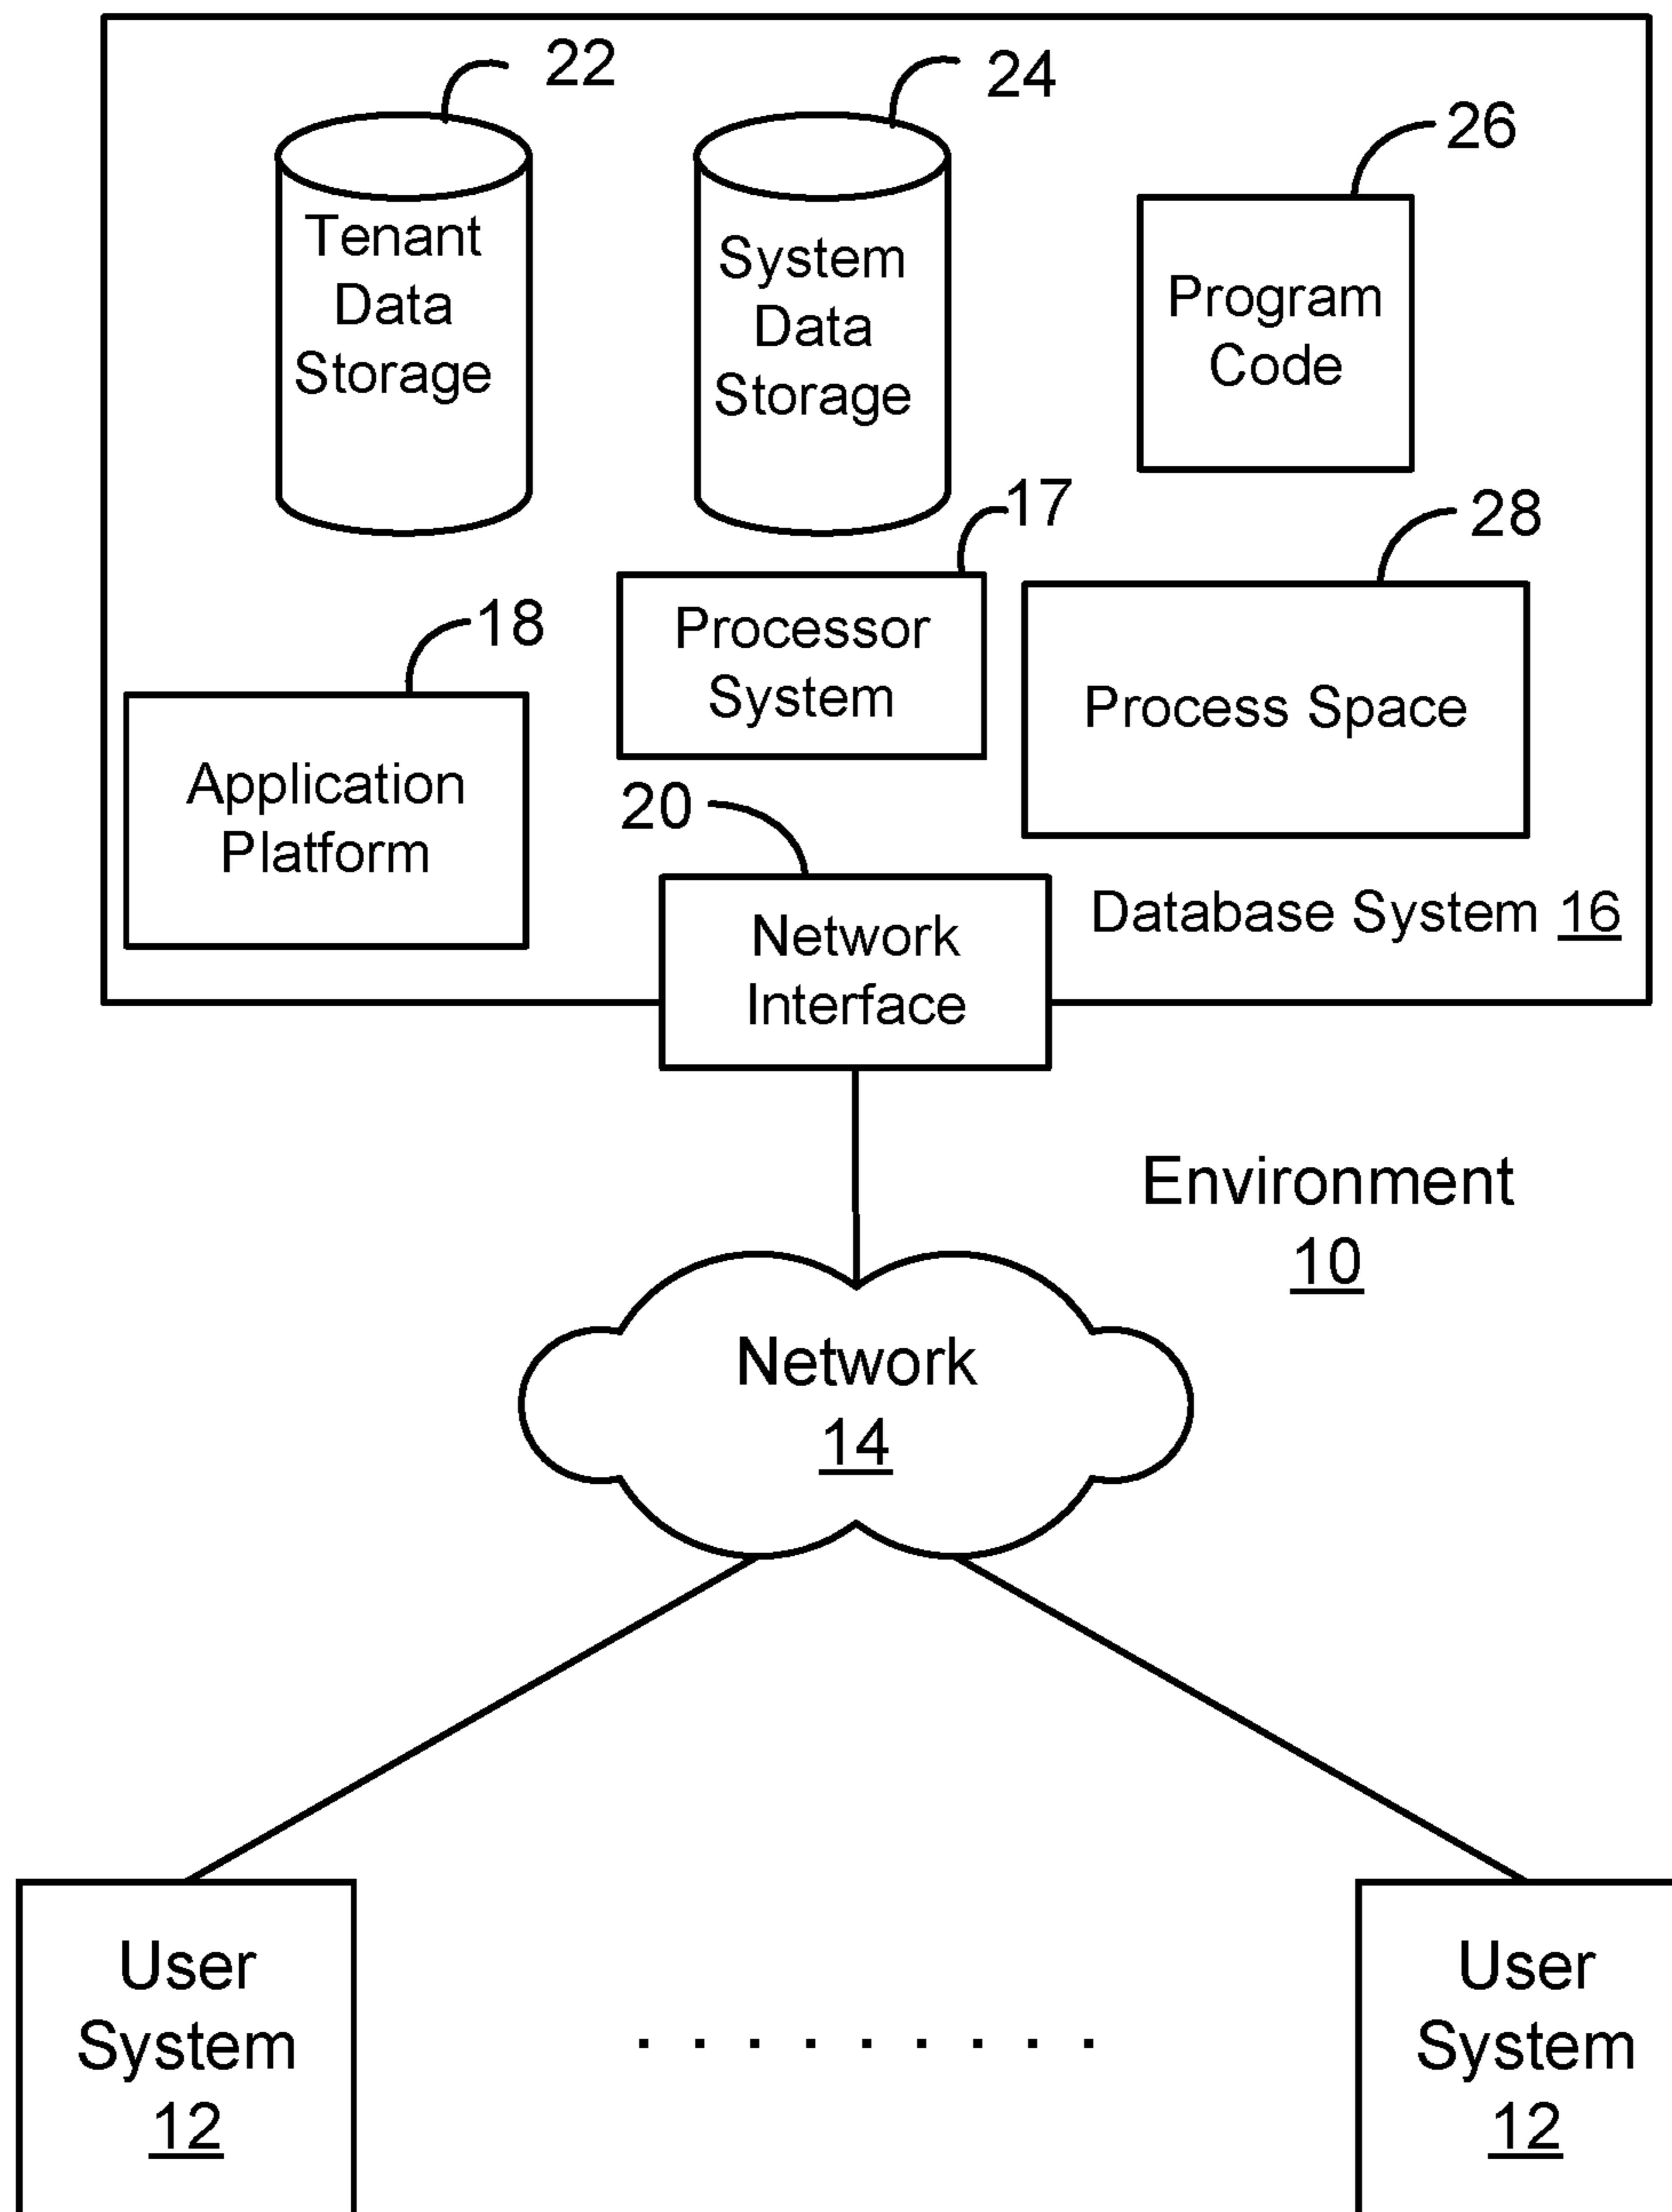 22
24
26
Tenant
Data
Storage
System
Data
Storage
Program
Code
17
28
18
Processor
System
Process Space
Application
Platform
20
Network
Interface
Database System 16
Environment
10
Network
14
User
System
12
. . . . . . . . .
User
System
12